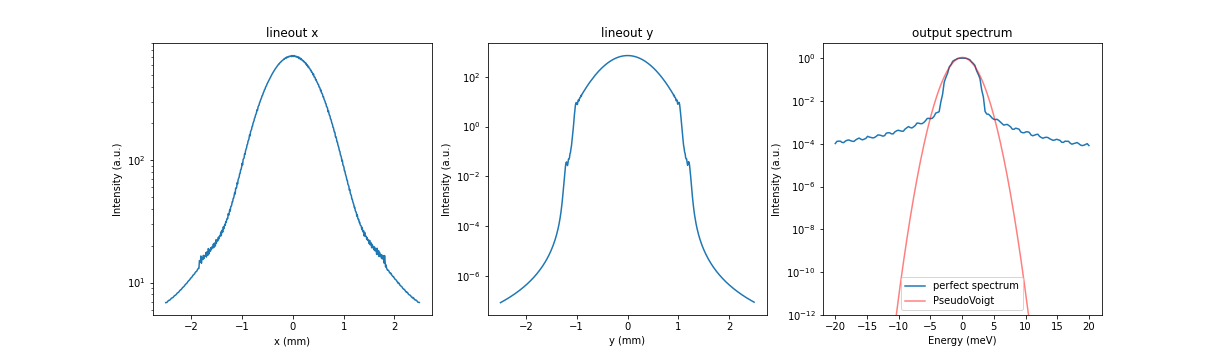 lineout x
lineout y
output spectrum
Intensity (a.u.)
10²
10¹
−2 −1 0 1 2
x (mm)
Intensity (a.u.)
10²
10⁰
10⁻²
10⁻⁴
10⁻⁶
−2 −1 0 1 2
y (mm)
Intensity (a.u.)
10⁰
10⁻²
10⁻⁴
10⁻⁶
10⁻⁸
10⁻¹⁰
10⁻¹²
perfect spectrum
PseudoVoigt
−20 −15 −10 −5 0 5 10 15 20
Energy (meV)